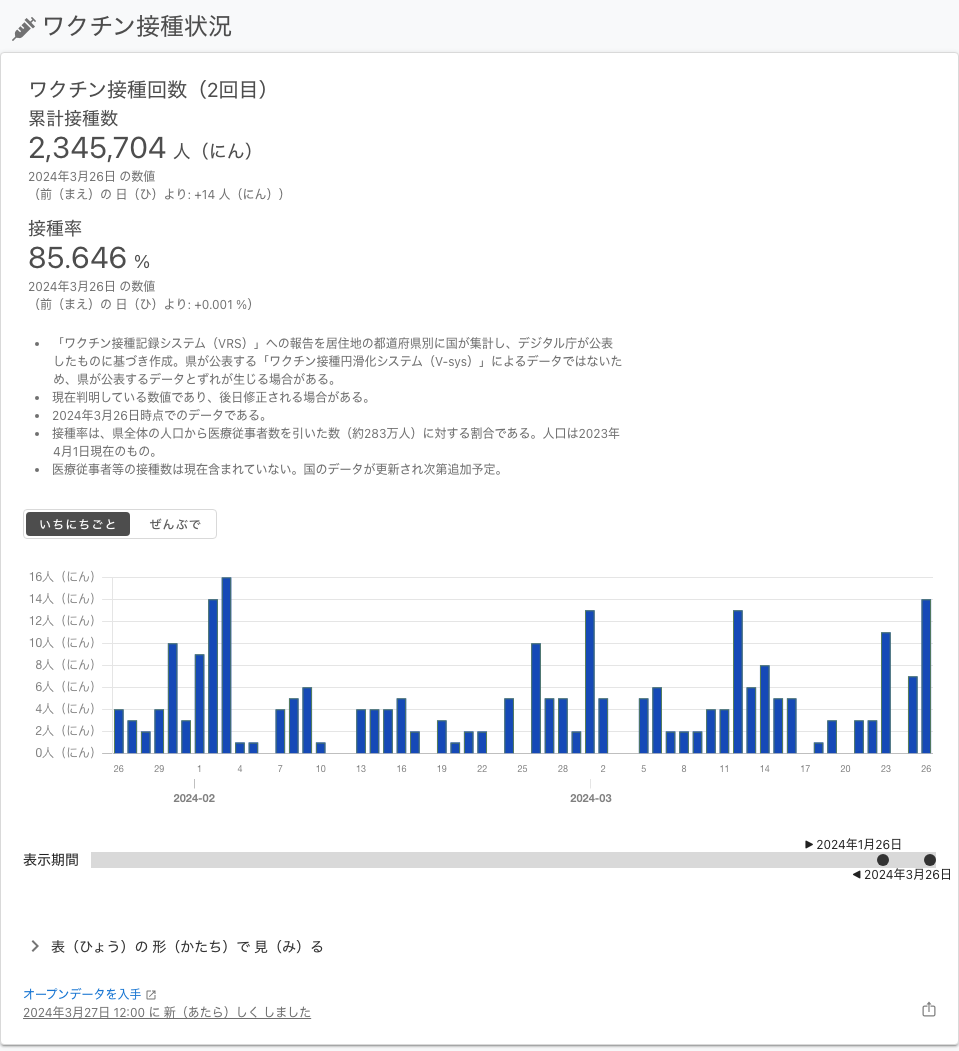 ワクチン接種状況
ワクチン接種回数（2回目）
累計接種数
2,345,704 人（にん）
2024年3月26日 の数値
（前（まえ）の 日（ひ）より: +14 人（にん））
接種率
85.646 %
2024年3月26日 の数値
（前（まえ）の 日（ひ）より: +0.001 %）
• 「ワクチン接種記録システム（VRS）」への報告を居住地の都道府県別に国が集計し、デジタル庁が公表
したものに基づき作成。県が公表する「ワクチン接種円滑化システム（V-sys）」によるデータではないた
め、県が公表するデータとずれが生じる場合がある。
• 現在判明している数値であり、後日修正される場合がある。
• 2024年3月26日時点でのデータである。
• 接種率は、県全体の人口から医療従事者数を引いた数（約283万人）に対する割合である。人口は2023年
4月1日現在のもの。
• 医療従事者等の接種数は現在含まれていない。国のデータが更新され次第追加予定。
いちにちごと ぜんぶで
16人（にん）
14人（にん）
12人（にん）
10人（にん）
8人（にん）
6人（にん）
4人（にん）
2人（にん）
0人（にん）
26 29 1 4 7 10 13 16 19 22 25 28 2 5 8 11 14 17 20 23 26
2024-02 2024-03
▶ 2024年1月26日
表示期間
◀ 2024年3月26日
表（ひょう）の 形（かたち）で 見（み）る
オープンデータを入手
2024年3月27日 12:00 に 新（あたら）しく しました